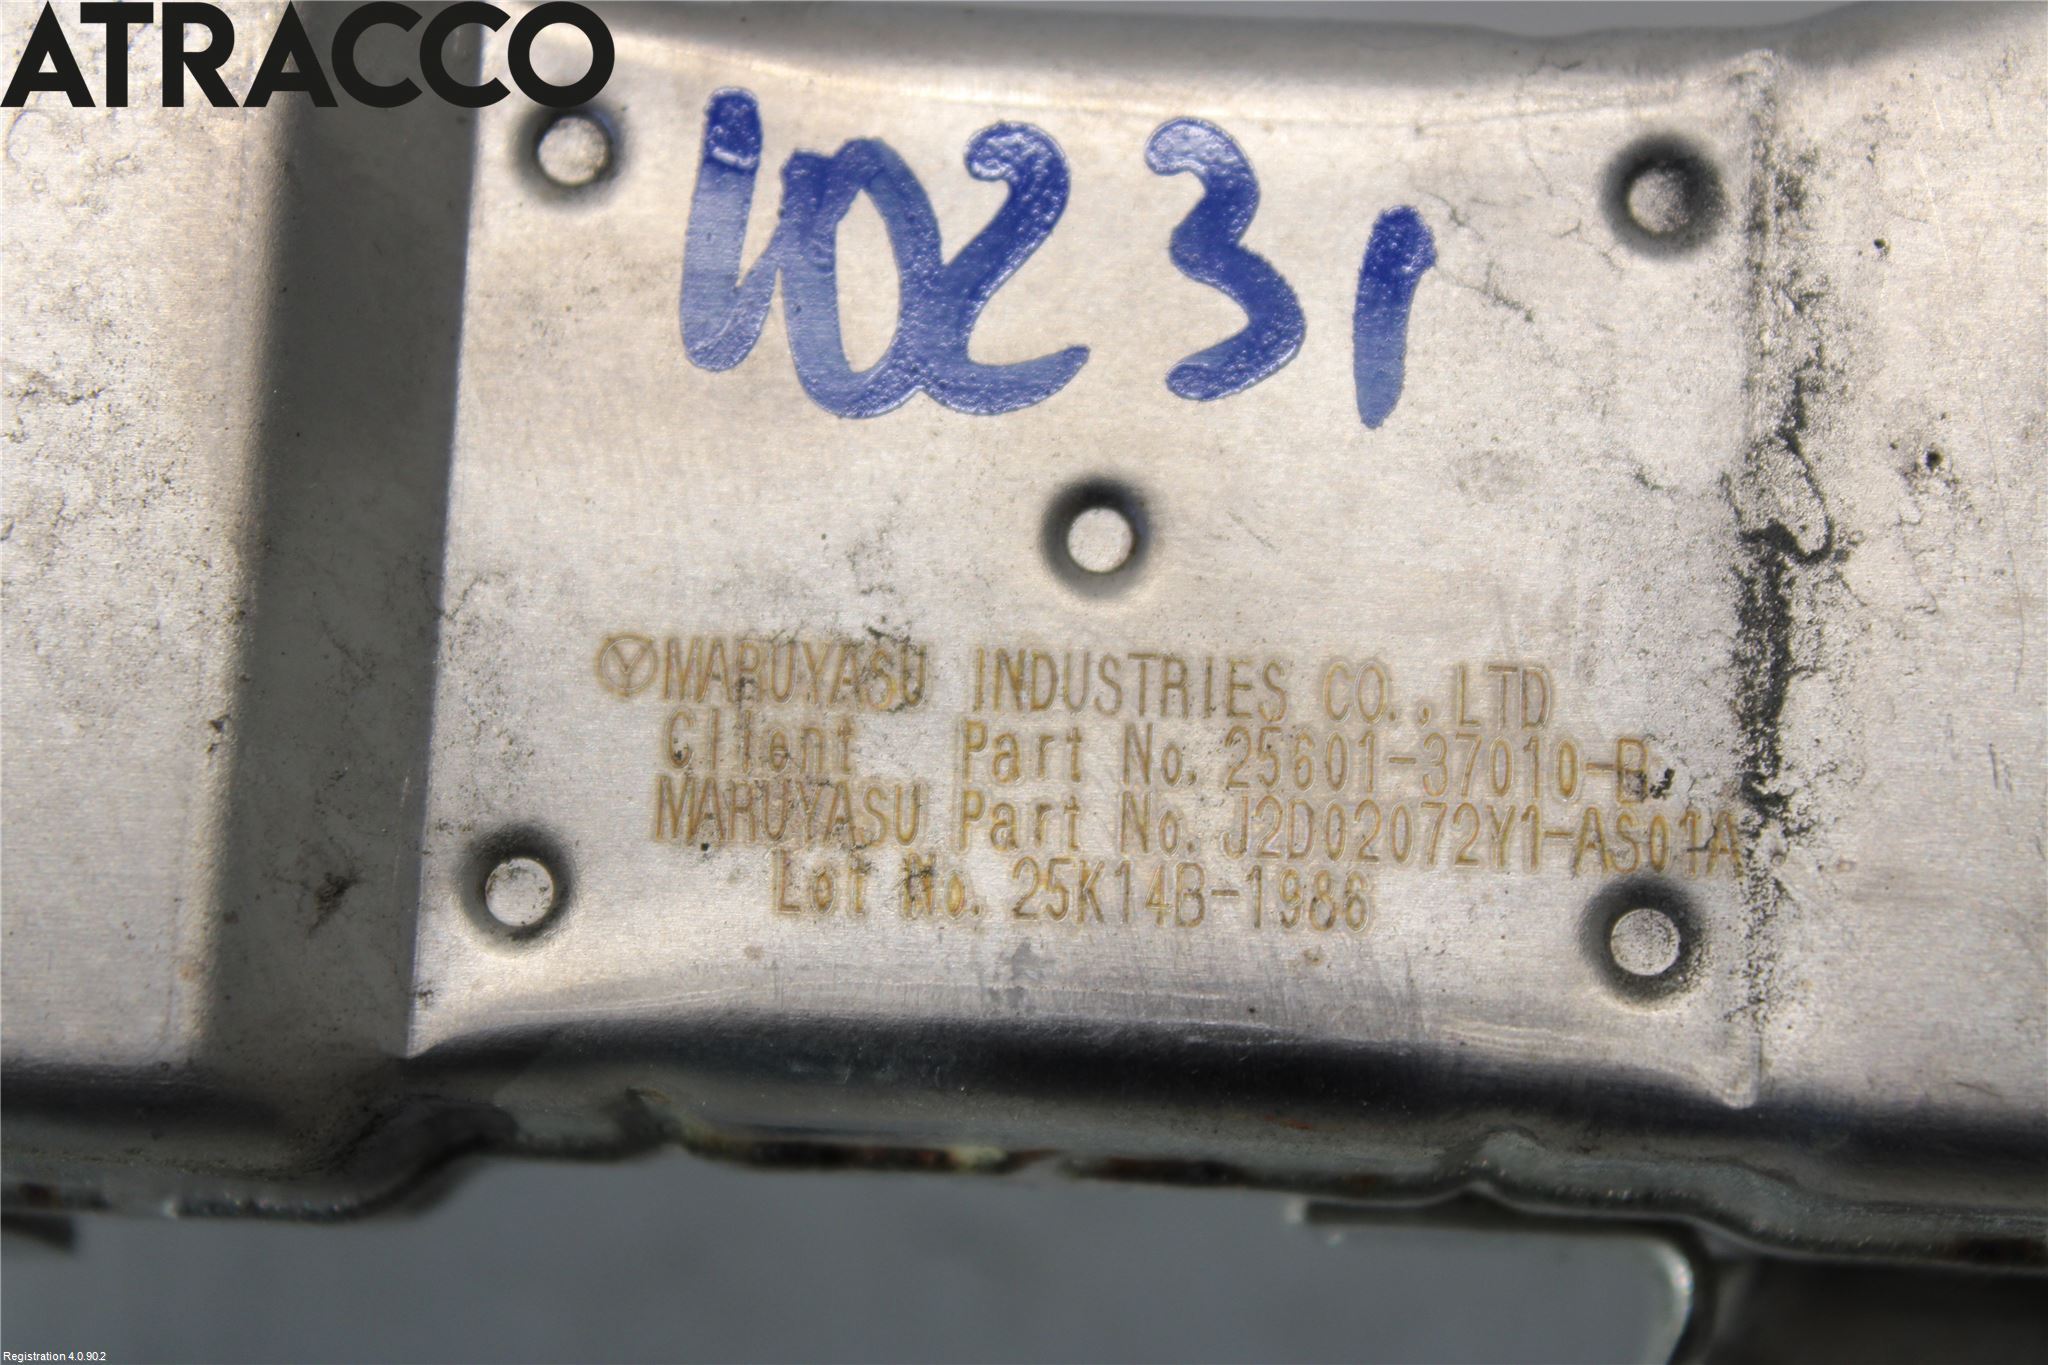 ATRACCO
10231
MARUYASU INDUSTRIES CO.,LTD
Client Part No. 25601-37010-B
MARUYASU Part No. J2D02072Y1-AS01A
Lot No. 25K14B-1986
Registration 4.0.90.2